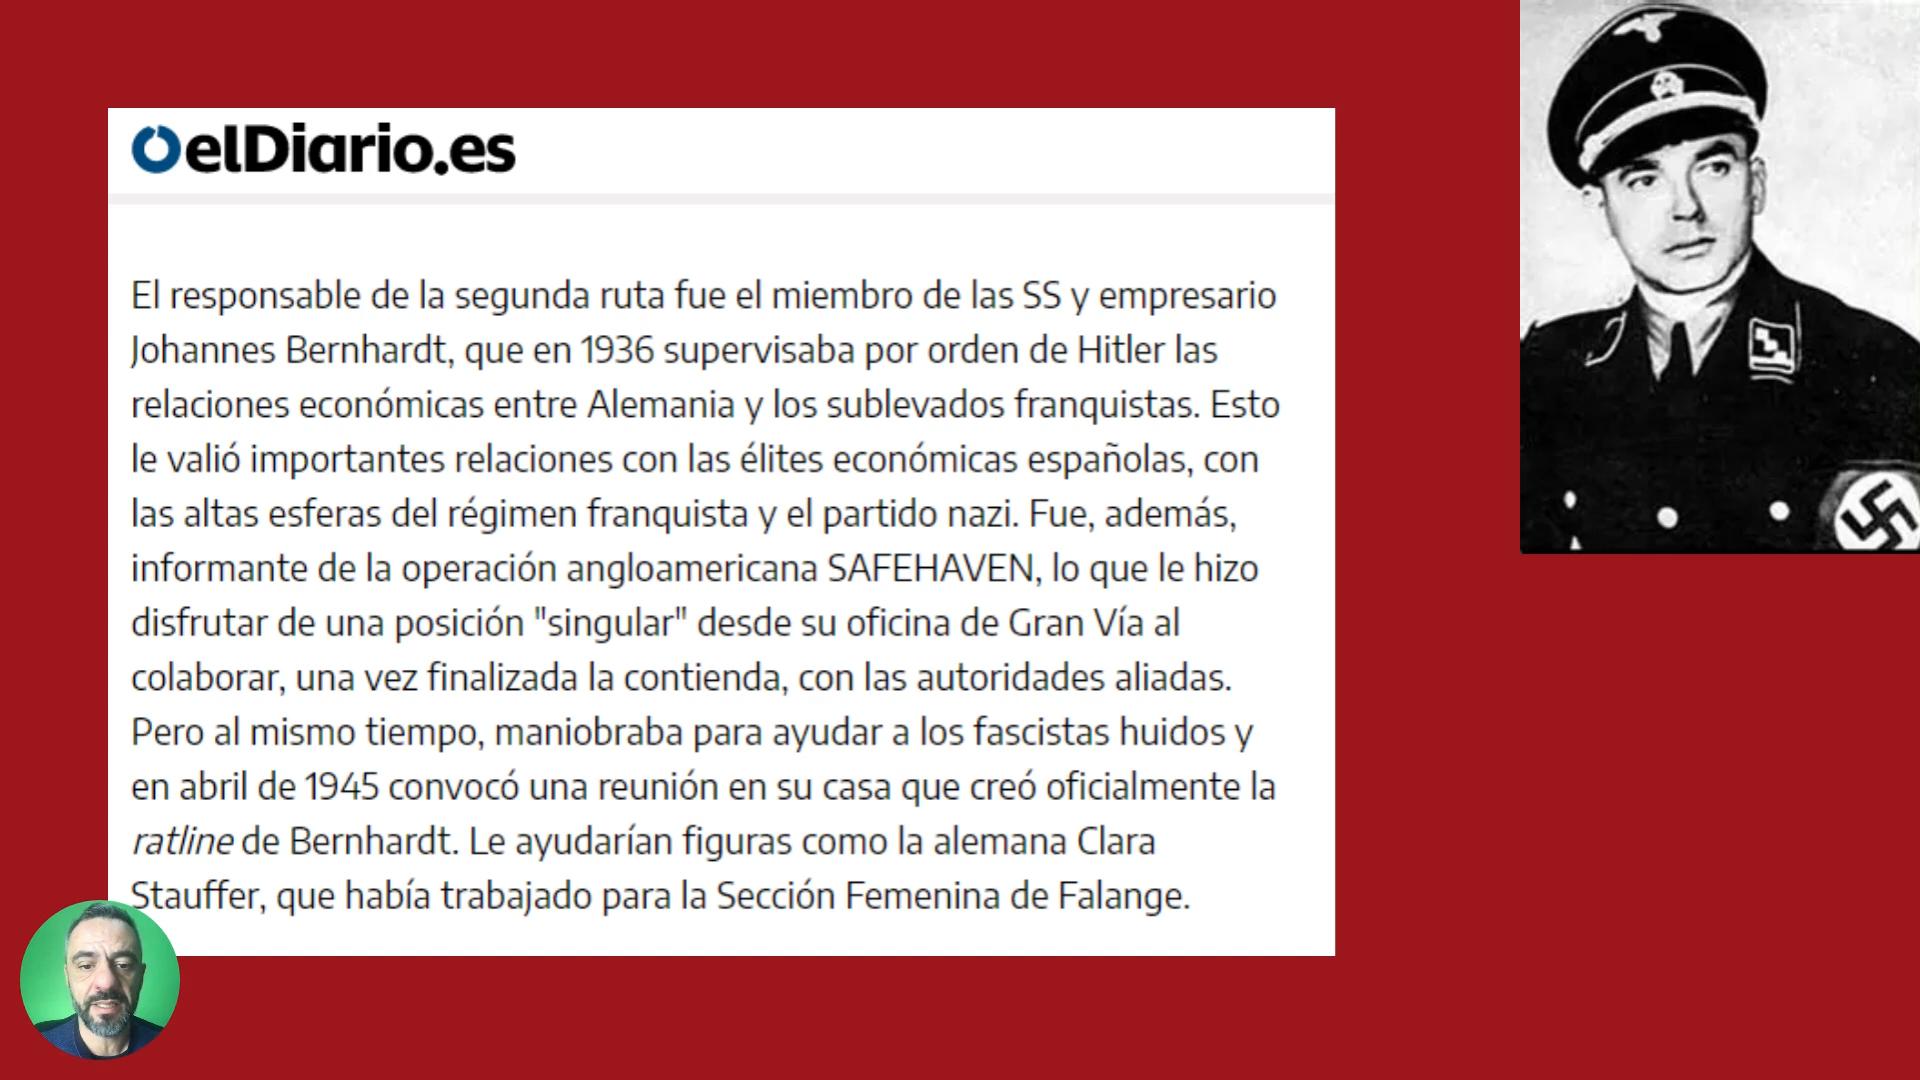 elDiario.es
El responsable de la segunda ruta fue el miembro de las SS y empresario
Johannes Bernhardt, que en 1936 supervisaba por orden de Hitler las
relaciones económicas entre Alemania y los sublevados franquistas. Esto
le valió importantes relaciones con las élites económicas españolas, con
las altas esferas del régimen franquista y el partido nazi. Fue, además,
informante de la operación angloamericana SAFEHAVEN, lo que le hizo
disfrutar de una posición "singular" desde su oficina de Gran Vía al
colaborar, una vez finalizada la contienda, con las autoridades aliadas.
Pero al mismo tiempo, maniobraba para ayudar a los fascistas huidos y
en abril de 1945 convocó una reunión en su casa que creó oficialmente la
ratline de Bernhardt. Le ayudarían figuras como la alemana Clara
Stauffer, que había trabajado para la Sección Femenina de Falange.